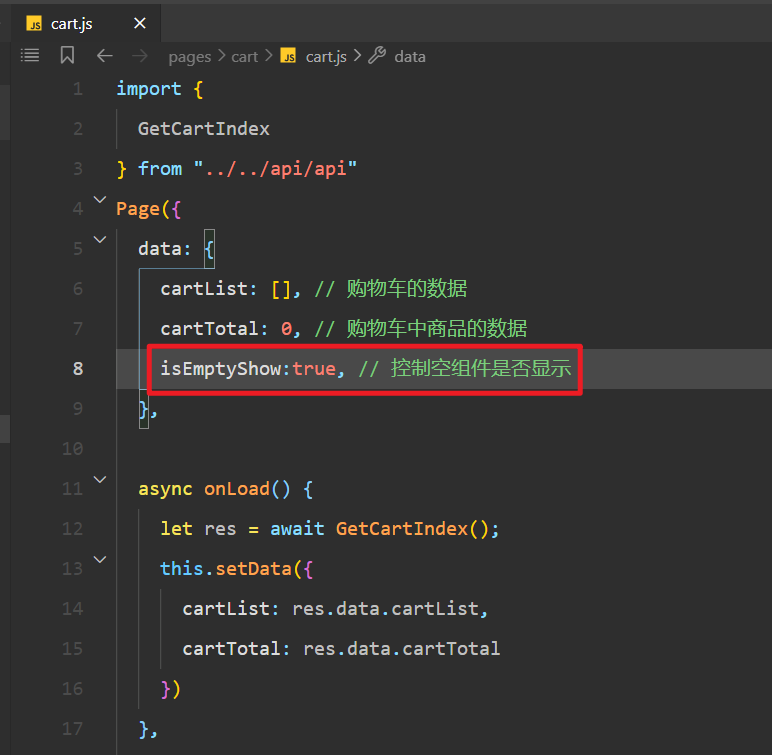 JS cart.js
pages cart JS cart.js data
1 import {
2 GetCartIndex
3 } from "../../api/api"
4 Page({
5 data: {
6 cartList: [], // 购物车的数据
7 cartTotal: 0, // 购物车中商品的数据
8 isEmptyShow:true, // 控制空组件是否显示
9 },
10
11 async onLoad() {
12 let res = await GetCartIndex();
13 this.setData({
14 cartList: res.data.cartList,
15 cartTotal: res.data.cartTotal
16 })
17 },